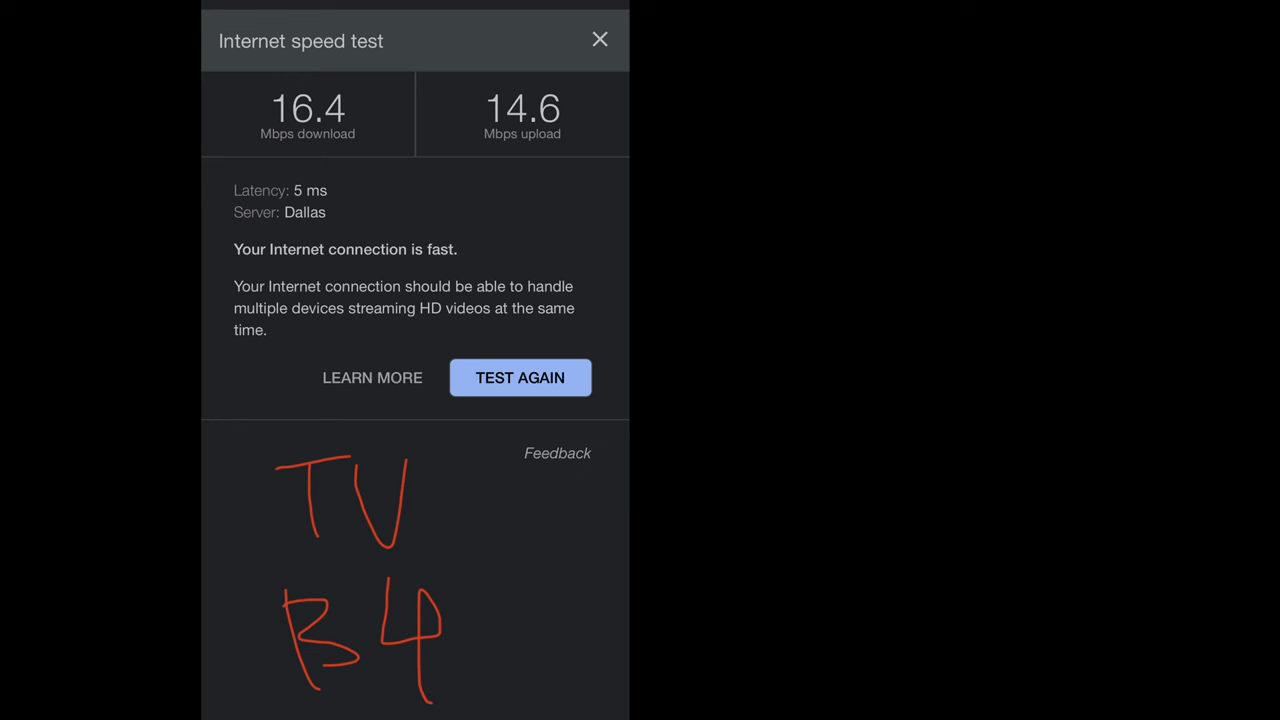 Internet speed test
16.4 14.6
Mbps download Mbps upload
Latency: 5 ms
Server: Dallas
Your Internet connection is fast.
Your Internet connection should be able to handle
multiple devices streaming HD videos at the same
time.
LEARN MORE TEST AGAIN
Feedback
TV
B4